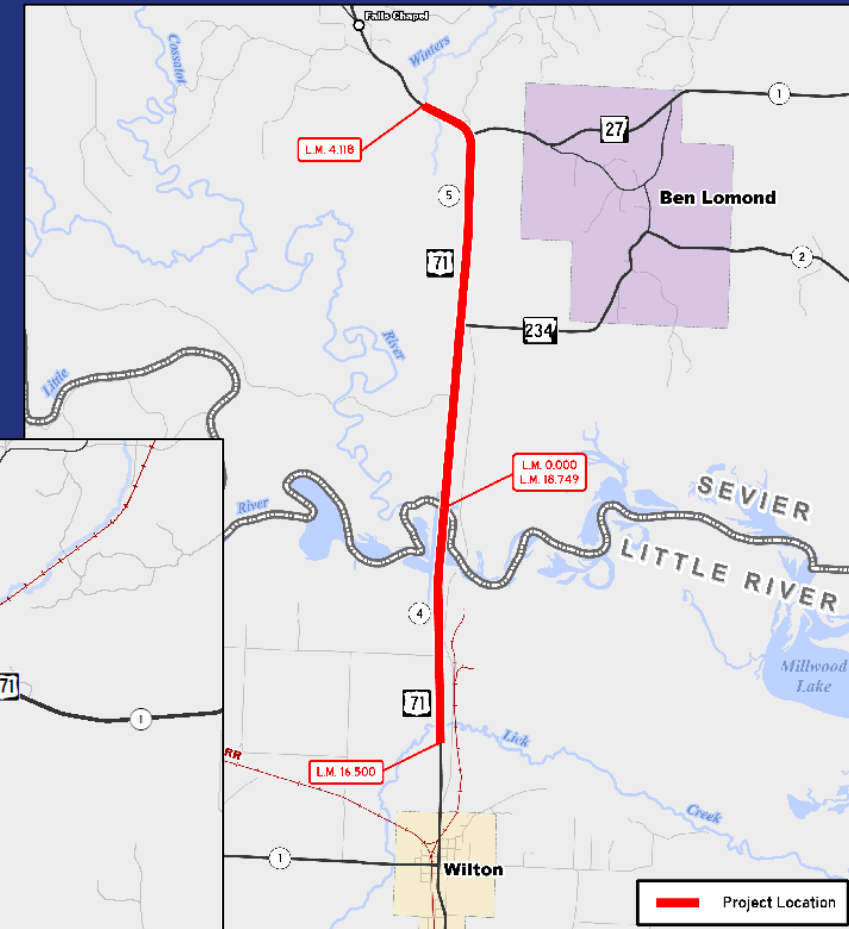 Falls Chapel
Cossatot
Winters
1
27
L.M. 4.118
5
Ben Lomond
71
2
234
River
Little
L.M. 0.000
L.M. 18.749
SEVIER
River
LITTLE RIVER
4
Millwood
Lake
71
71
1
Lick
RR
L.M. 16.500
Creek
1
Wilton
Project Location